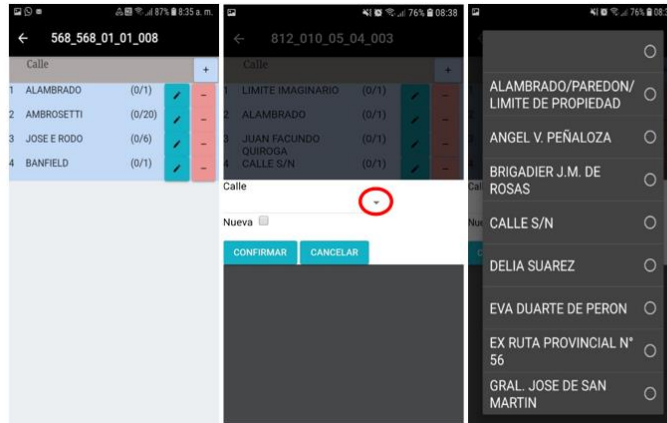 8:35 a. m.
87%
568_568_01_01_008
Calle
+
1 ALAMBRADO (0/1) -
2 AMBROSETTI (0/20) -
3 JOSE E RODO (0/6) -
4 BANFIELD (0/1) -
76% 08:38
812_010_05_04_003
Calle
+
1 LIMITE IMAGINARIO (0/1) -
2 ALAMBRADO (0/1) -
3 JUAN FACUNDO (0/1) -
QUIROGA
4 CALLE S/N (0/1) -
Calle
Nueva
CONFIRMAR CANCELAR
76% 08:3
ALAMBRADO/PAREDON/
LIMITE DE PROPIEDAD
ANGEL V. PEÑALOZA
BRIGADIER J.M. DE
ROSAS
CALLE S/N
DELIA SUAREZ
EVA DUARTE DE PERON
EX RUTA PROVINCIAL N°
56
GRAL. JOSE DE SAN
MARTIN
Cal
Nue
C